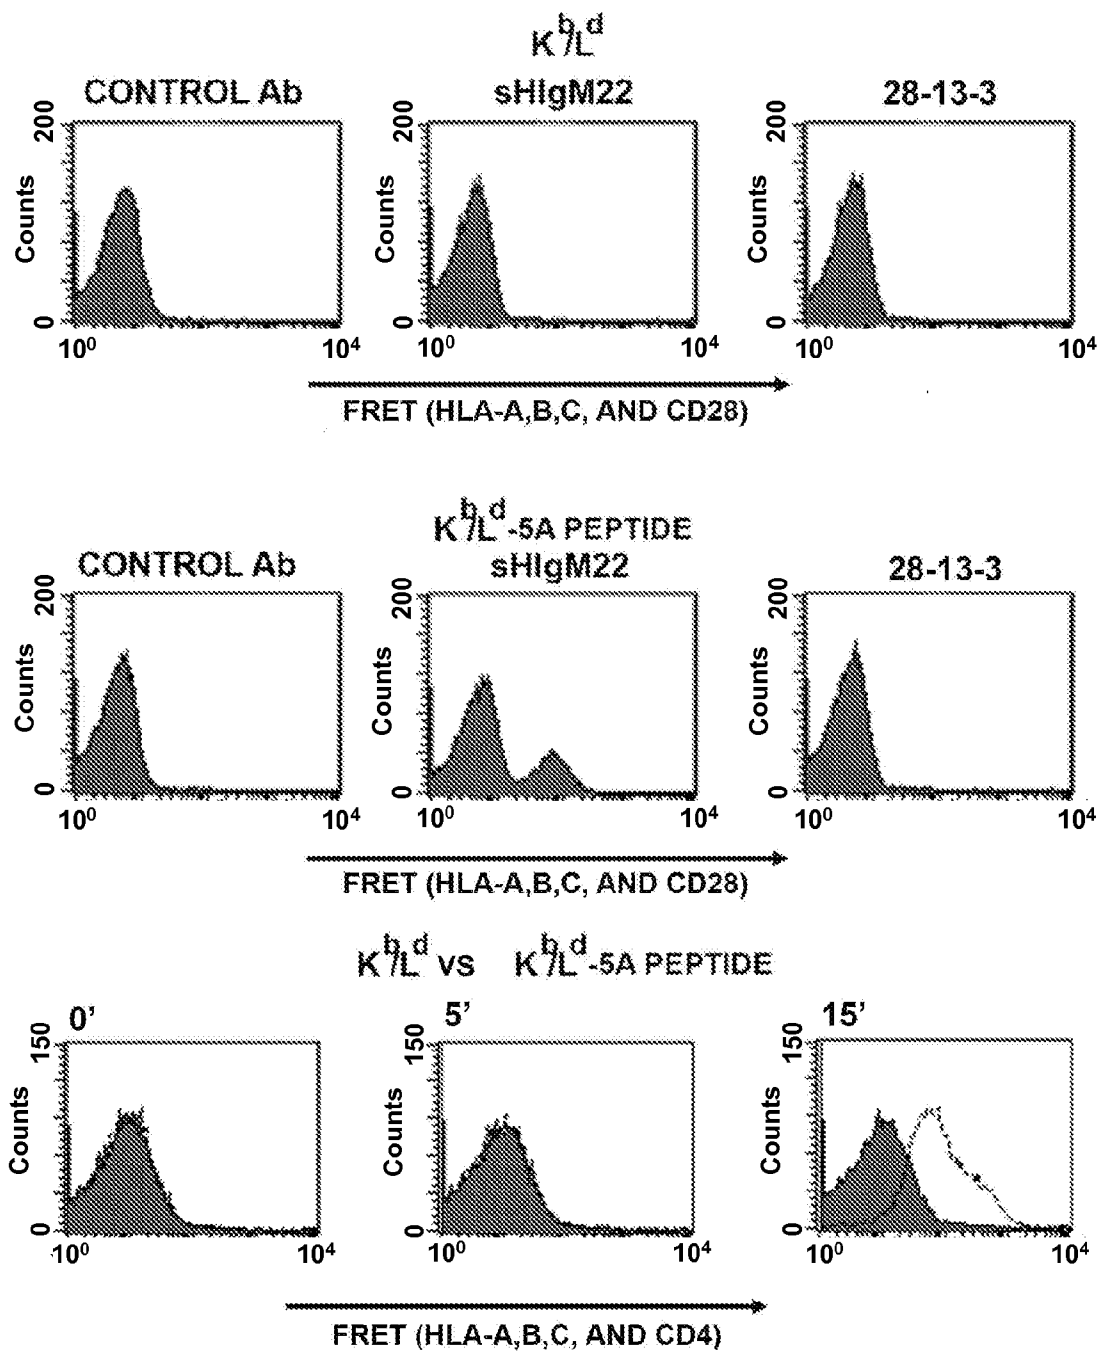 K^b/L^d
CONTROL Ab sHIgM22 28-13-3
200 200 200
Counts Counts Counts
0 0 0
10^0 10^4 10^0 10^4 10^0 10^4
FRET (HLA-A,B,C, AND CD28)
K^b/L^d-5A PEPTIDE
CONTROL Ab sHIgM22 28-13-3
200 200 200
Counts Counts Counts
0 0 0
10^0 10^4 10^0 10^4 10^0 10^4
FRET (HLA-A,B,C, AND CD28)
K^b/L^d VS K^b/L^d-5A PEPTIDE
0’ 5’ 15’
150 150 150
Counts Counts Counts
0 0 0
10^0 10^4 10^0 10^4 10^0 10^4
FRET (HLA-A,B,C, AND CD4)